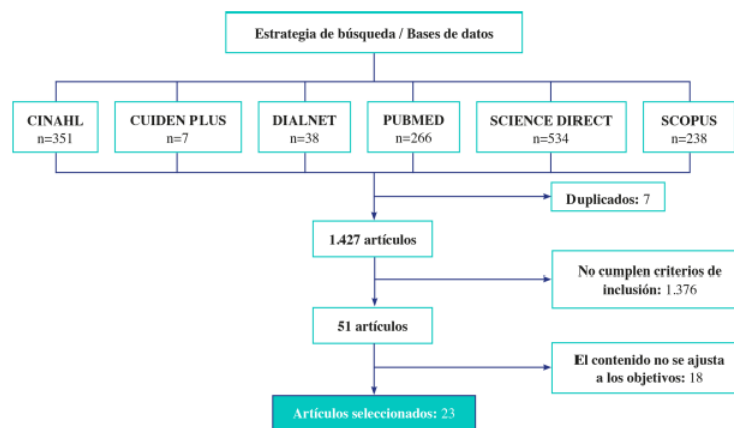 Estrategia de búsqueda / Bases de datos
CINAHL
n=351
CUIDEN PLUS
n=7
DIALNET
n=38
PUBMED
n=266
SCIENCE DIRECT
n=534
SCOPUS
n=238
Duplicados: 7
1.427 artículos
No cumplen criterios de
inclusión: 1.376
51 artículos
El contenido no se ajusta
a los objetivos: 18
Artículos seleccionados: 23